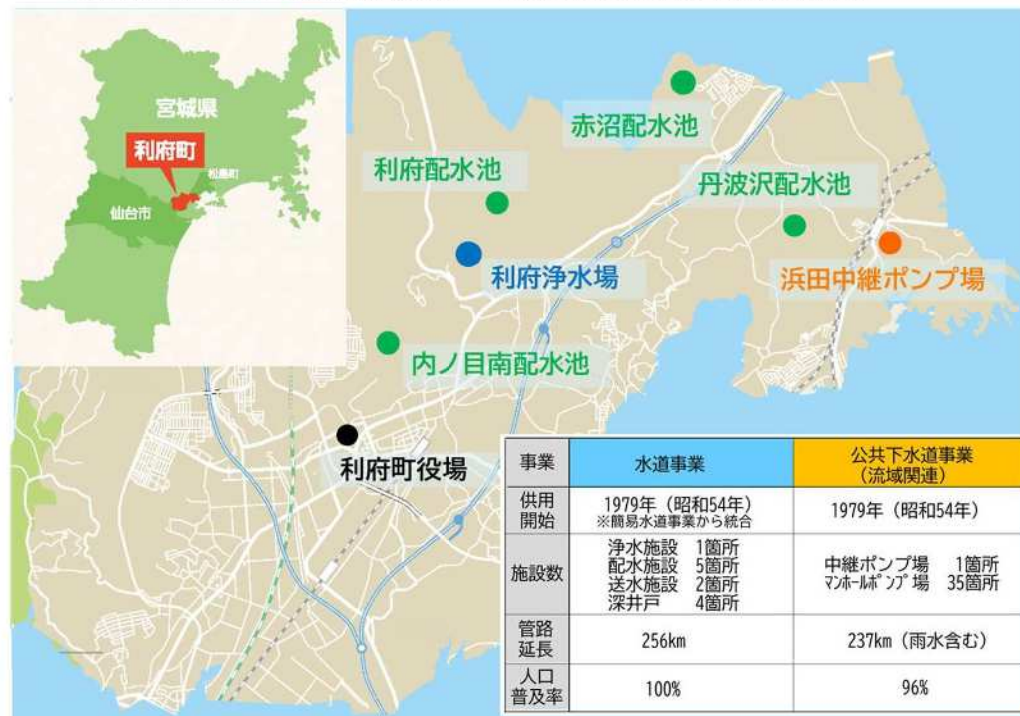 宮城県
利府町
松島町
仙台市
赤沼配水池
利府配水池
丹波沢配水池
利府浄水場
浜田中継ポンプ場
内ノ目南配水池
利府町役場
事業 水道事業 公共下水道事業
(流域関連)
供用
開始 1979年（昭和54年）
※簡易水道事業から統合 1979年（昭和54年）
施設数 浄水施設 1箇所
配水施設 5箇所
送水施設 2箇所
深井戸 4箇所
中継ポンプ場 1箇所
マンホールポンプ場 35箇所
管路
延長 256km 237km（雨水含む）
人口
普及率 100% 96%